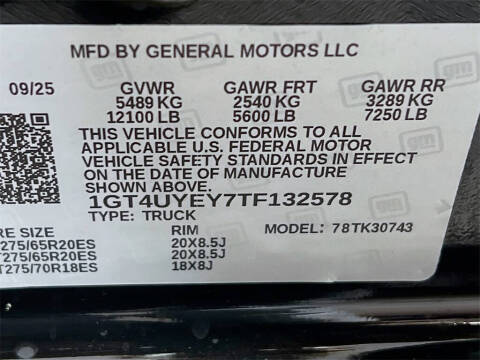 MFD BY GENERAL MOTORS LLC
09/25 GVWR GAWR FRT GAWR RR
5489 KG 2540 KG 3289 KG
12100 LB 5600 LB 7250 LB
THIS VEHICLE CONFORMS TO ALL
APPLICABLE U.S. FEDERAL MOTOR
VEHICLE SAFETY STANDARDS IN EFFECT
ON THE DATE OF MANUFACTURE
SHOWN ABOVE.
1GT4UYEY7TF132578
TYPE: TRUCK MODEL: 78TK30743
RE SIZE RIM
T275/65R20ES 20X8.5J
T275/65R20ES 20X8.5J
T275/70R18ES 18X8J